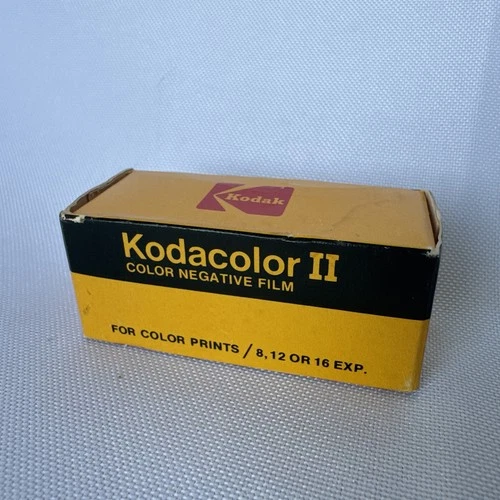 Kodak
Kodacolor II
COLOR NEGATIVE FILM
FOR COLOR PRINTS / 8, 12 OR 16 EXP.